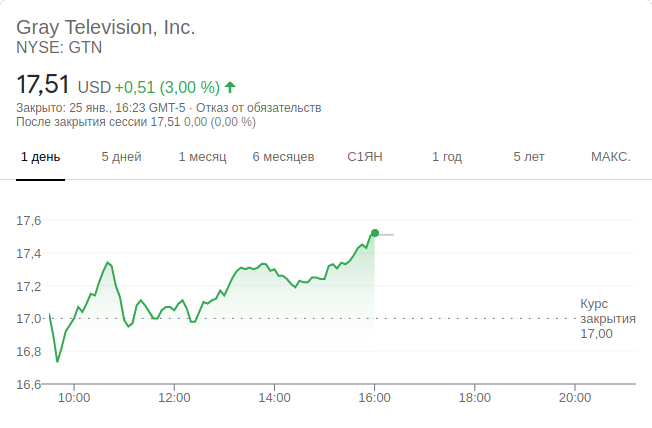 Gray Television, Inc.
NYSE: GTN
17,51 USD +0,51 (3,00 %)
Закрыто: 25 янв., 16:23 GMT-5 · Отказ от обязательств
После закрытия сессии 17,51 0,00 (0,00 %)
1 день 5 дней 1 месяц 6 месяцев С1ЯН 1 год 5 лет МАКС.
17,6
17,4
17,2
17,0
16,8
16,6
Курс
закрытия
17,00
10:00 12:00 14:00 16:00 18:00 20:00